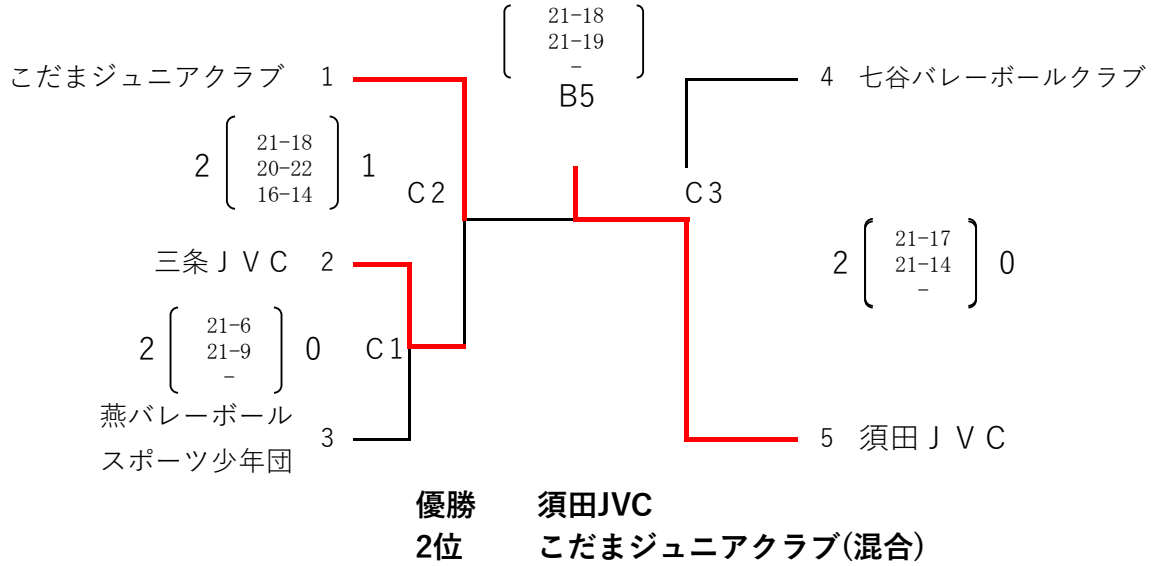 21-18
21-19
-
B5
こだまジュニアクラブ 1
4 七谷バレーボールクラブ
2 21-18 1
20-22
16-14
C2
C3
三条ＪＶＣ 2
2 21-17 0
21-14
-
2 21-6 0
21-9
-
C1
燕バレーボール
スポーツ少年団
3
5 須田ＪＶＣ
優勝 須田JVC
2位 こだまジュニアクラブ(混合)